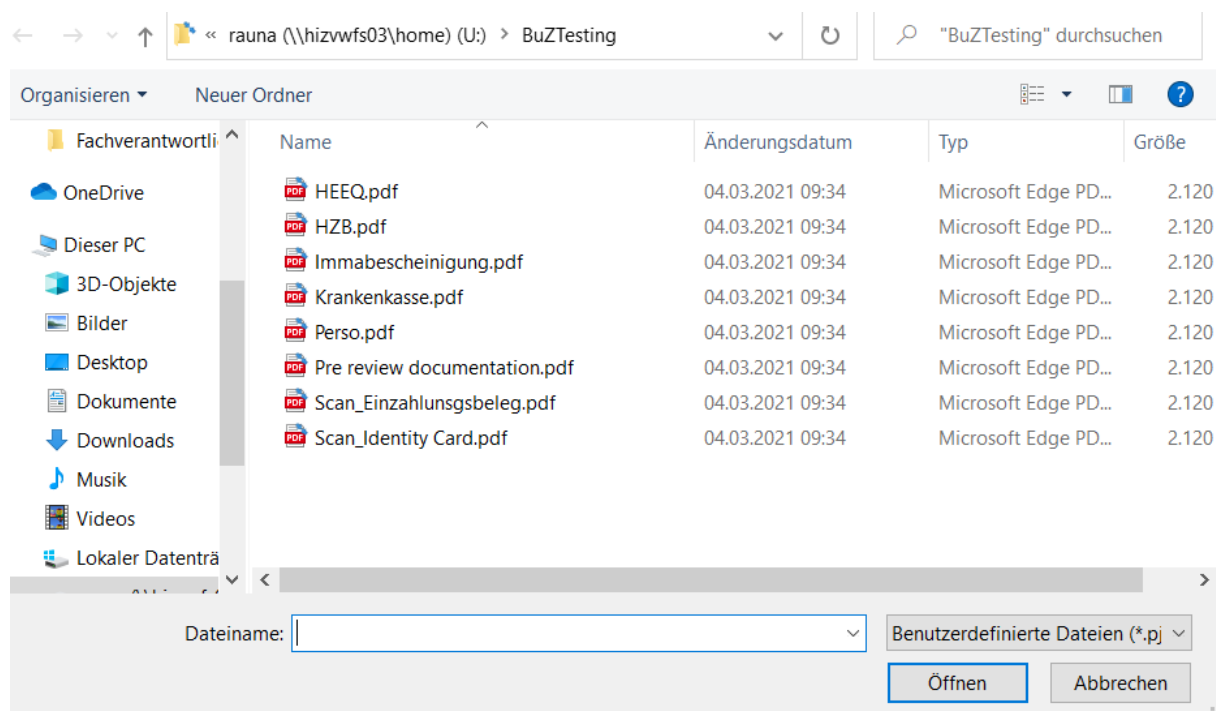 « rauna (\\hizvwfs03\home) (U:) > BuZTesting "BuZTesting" durchsuchen
Organisieren Neuer Ordner
Fachverantwortli
Name Änderungsdatum Typ Größe
OneDrive
Dieser PC
3D-Objekte
Bilder
Desktop
Dokumente
Downloads
Musik
Videos
Lokaler Datenträ
HEEQ.pdf 04.03.2021 09:34 Microsoft Edge PD... 2.120
HZB.pdf 04.03.2021 09:34 Microsoft Edge PD... 2.120
Immabescheinigung.pdf 04.03.2021 09:34 Microsoft Edge PD... 2.120
Krankenkasse.pdf 04.03.2021 09:34 Microsoft Edge PD... 2.120
Perso.pdf 04.03.2021 09:34 Microsoft Edge PD... 2.120
Pre review documentation.pdf 04.03.2021 09:34 Microsoft Edge PD... 2.120
Scan_Einzahlunsgsbeleg.pdf 04.03.2021 09:34 Microsoft Edge PD... 2.120
Scan_Identity Card.pdf 04.03.2021 09:34 Microsoft Edge PD... 2.120
Dateiname: Benutzerdefinierte Dateien (*.pj
Öffnen Abbrechen